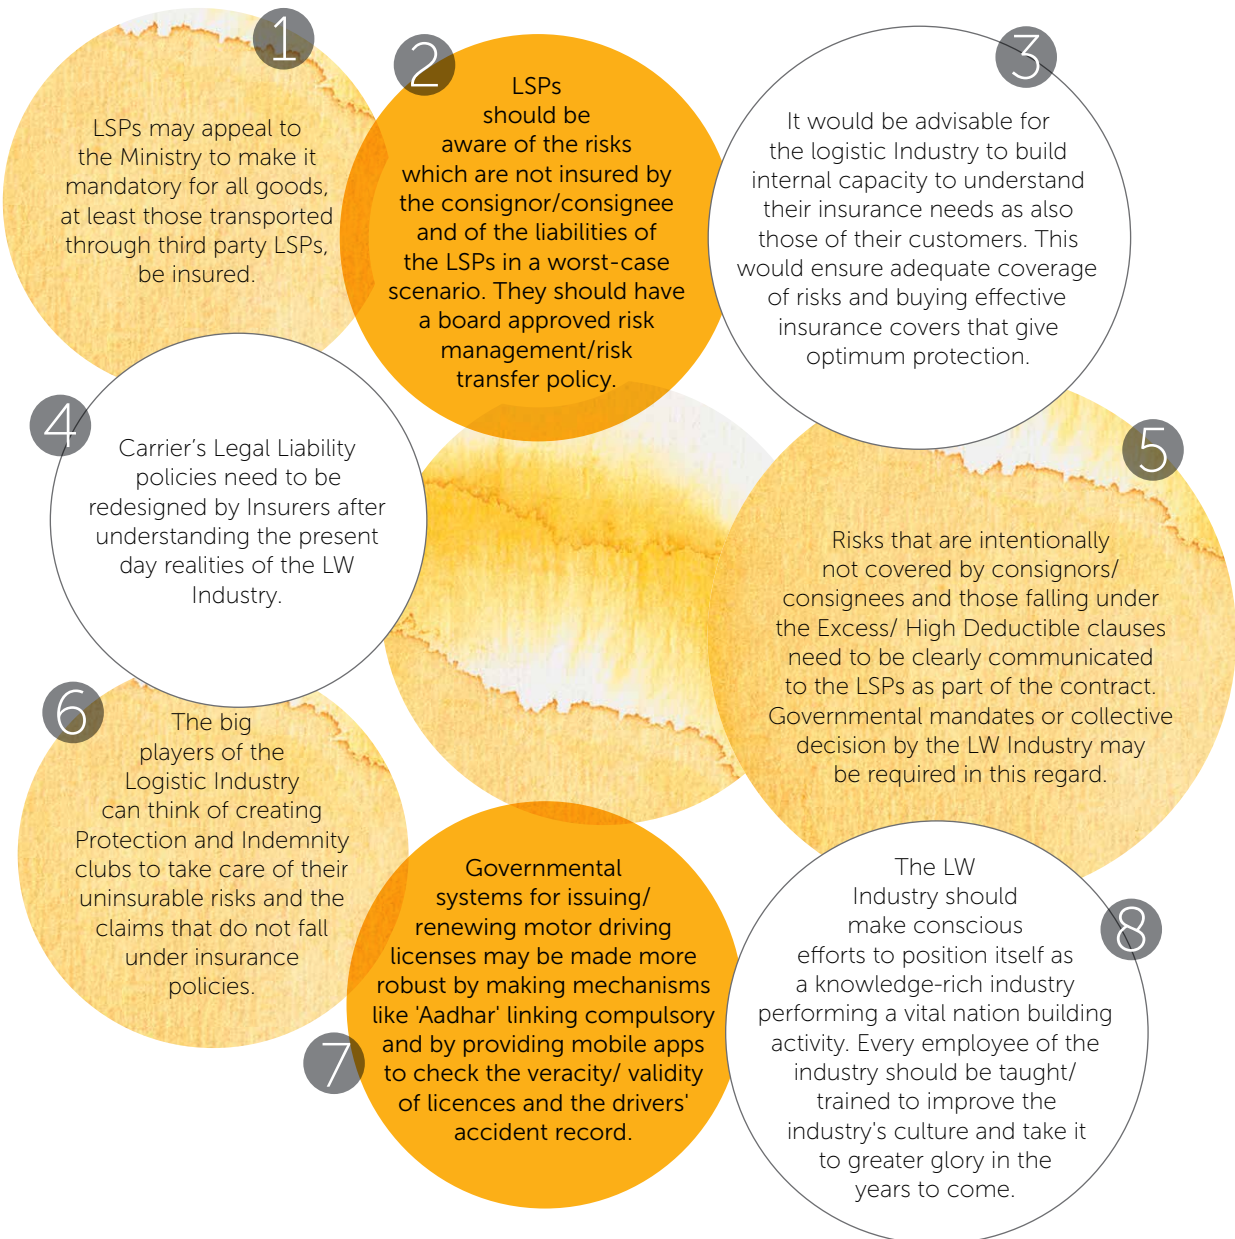 1
LSPs may appeal to
the Ministry to make it
mandatory for all goods,
at least those transported
through third party LSPs,
be insured.
2
LSPs
should be
aware of the risks
which are not insured by
the consignor/consignee
and of the liabilities of
the LSPs in a worst-case
scenario. They should have
a board approved risk
management/risk
transfer policy.
3
It would be advisable for
the logistic Industry to build
internal capacity to understand
their insurance needs as also
those of their customers. This
would ensure adequate coverage
of risks and buying effective
insurance covers that give
optimum protection.
4
Carrier's Legal Liability
policies need to be
redesigned by Insurers after
understanding the present
day realities of the LW
Industry.
5
Risks that are intentionally
not covered by consignors/
consignees and those falling under
the Excess/ High Deductible clauses
need to be clearly communicated
to the LSPs as part of the contract.
Governmental mandates or collective
decision by the LW Industry may
be required in this regard.
6
The big
players of the
Logistic Industry
can think of creating
Protection and Indemnity
clubs to take care of their
uninsurable risks and the
claims that do not fall
under insurance
policies.
7
Governmental
systems for issuing/
renewing motor driving
licenses may be made more
robust by making mechanisms
like 'Aadhar' linking compulsory
and by providing mobile apps
to check the veracity/ validity
of licences and the drivers'
accident record.
8
The LW
Industry should
make conscious
efforts to position itself as
a knowledge-rich industry
performing a vital nation building
activity. Every employee of the
industry should be taught/
trained to improve the
industry's culture and take it
to greater glory in the
years to come.